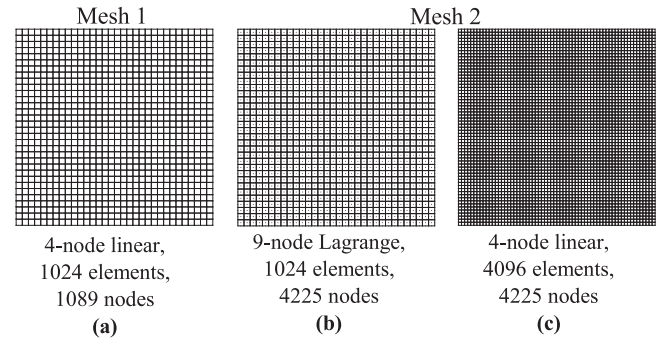 Mesh 1
Mesh 2
4-node linear,
1024 elements,
1089 nodes
(a)
9-node Lagrange,
1024 elements,
4225 nodes
(b)
4-node linear,
4096 elements,
4225 nodes
(c)